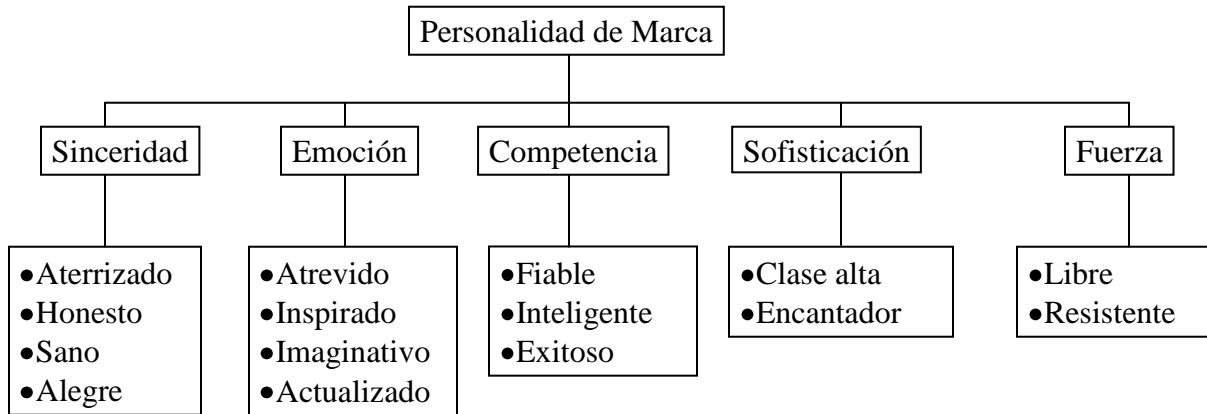 Personalidad de Marca
Sinceridad
Emoción
Competencia
Sofisticación
Fuerza
●Aterrizado
●Honesto
●Sano
●Alegre
●Atrevido
●Inspirado
●Imaginativo
●Actualizado
●Fiable
●Inteligente
●Exitoso
●Clase alta
●Encantador
●Libre
●Resistente